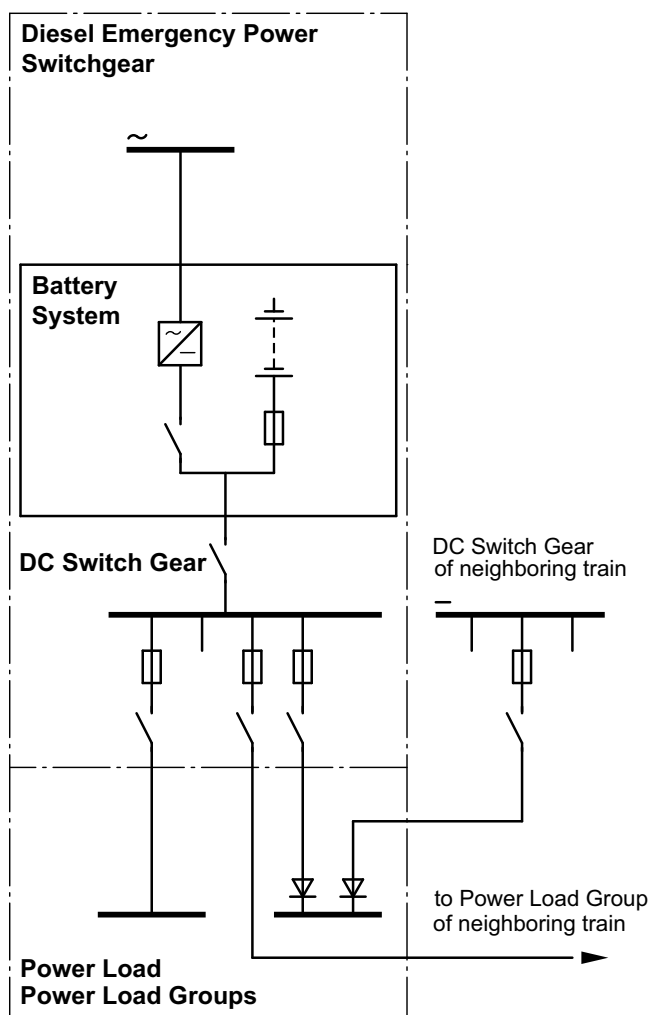 Diesel Emergency Power
Switchgear
Battery
System
DC Switch Gear
DC Switch Gear
of neighboring train
to Power Load Group
of neighboring train
Power Load
Power Load Groups